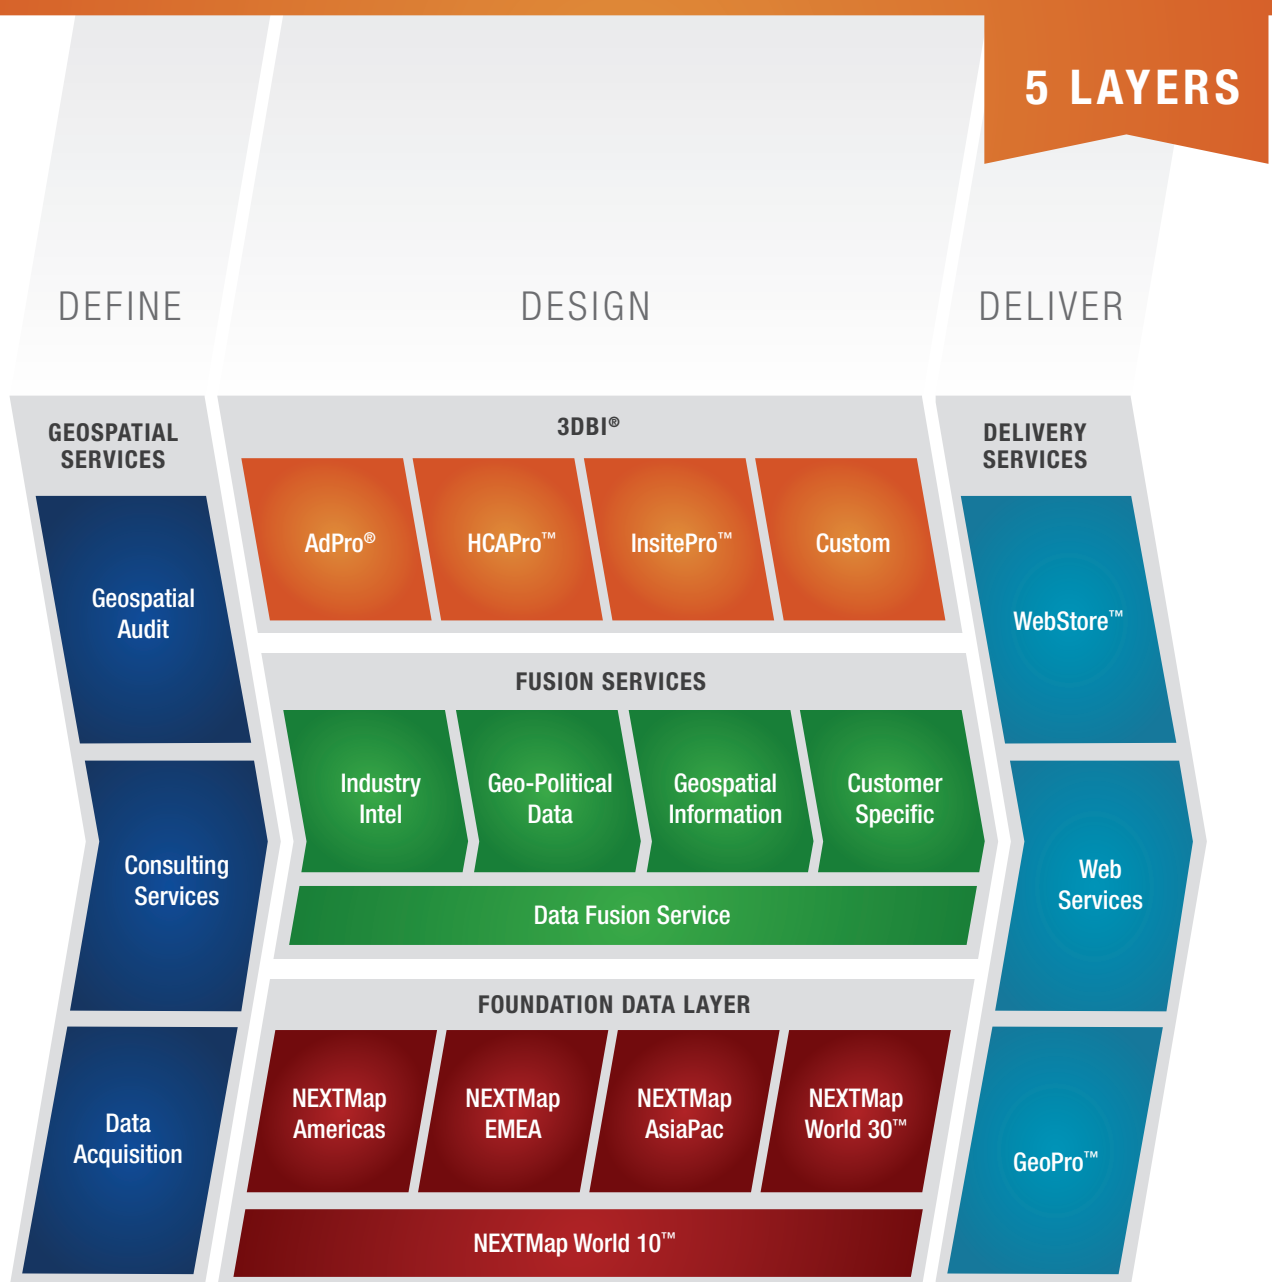 5 LAYERS
DEFINE
DESIGN
DELIVER
GEOSPATIAL
SERVICES
Geospatial
Audit
Consulting
Services
Data
Acquisition
3DBI®
AdPro®
HCAPro™
InsitePro™
Custom
FUSION SERVICES
Industry
Intel
Geo-Political
Data
Geospatial
Information
Customer
Specific
Data Fusion Service
FOUNDATION DATA LAYER
NEXTMap
Americas
NEXTMap
EMEA
NEXTMap
AsiaPac
NEXTMap
World 30™
NEXTMap World 10™
DELIVERY
SERVICES
WebStore™
Web
Services
GeoPro™